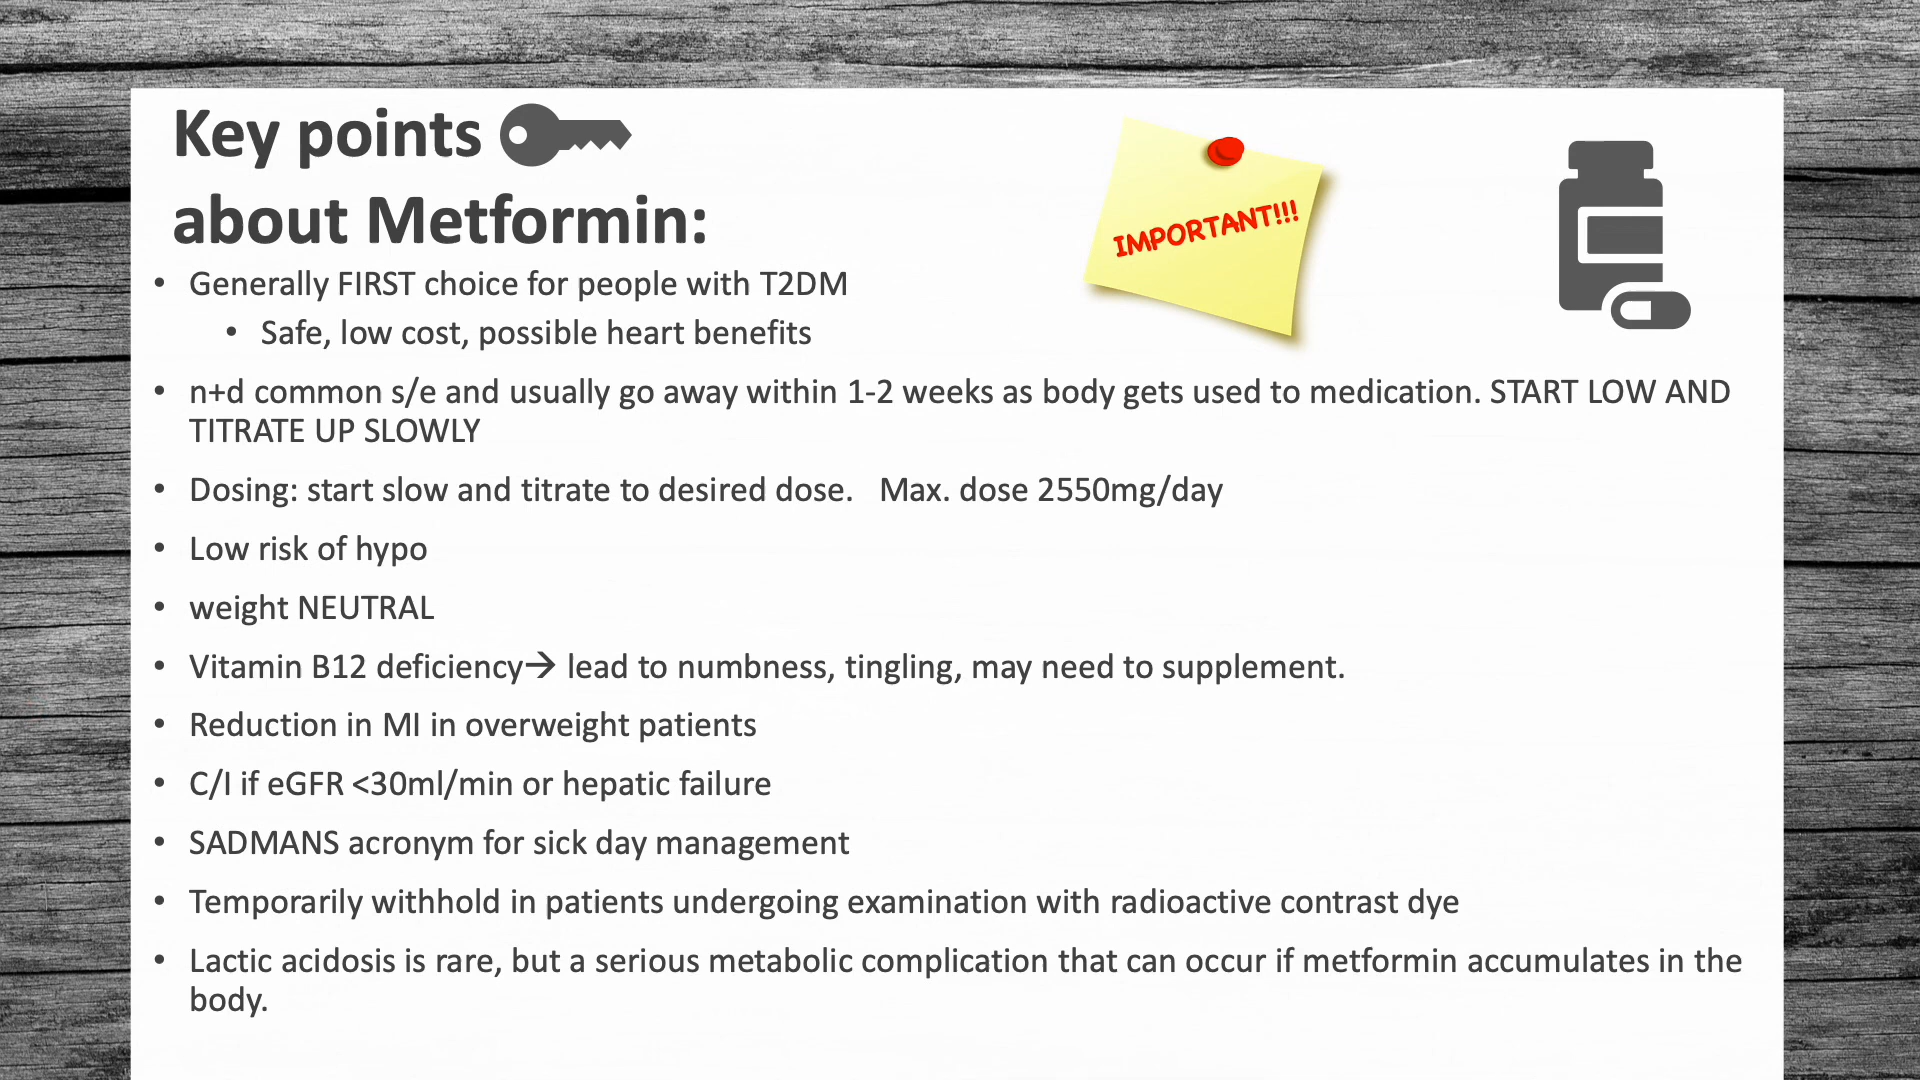 Key points
about Metformin:
IMPORTANT!!!
• Generally FIRST choice for people with T2DM
• Safe, low cost, possible heart benefits
• n+d common s/e and usually go away within 1-2 weeks as body gets used to medication. START LOW AND
TITRATE UP SLOWLY
• Dosing: start slow and titrate to desired dose. Max. dose 2550mg/day
• Low risk of hypo
• weight NEUTRAL
• Vitamin B12 deficiency→ lead to numbness, tingling, may need to supplement.
• Reduction in MI in overweight patients
• C/I if eGFR <30ml/min or hepatic failure
• SADMANS acronym for sick day management
• Temporarily withhold in patients undergoing examination with radioactive contrast dye
• Lactic acidosis is rare, but a serious metabolic complication that can occur if metformin accumulates in the
body.